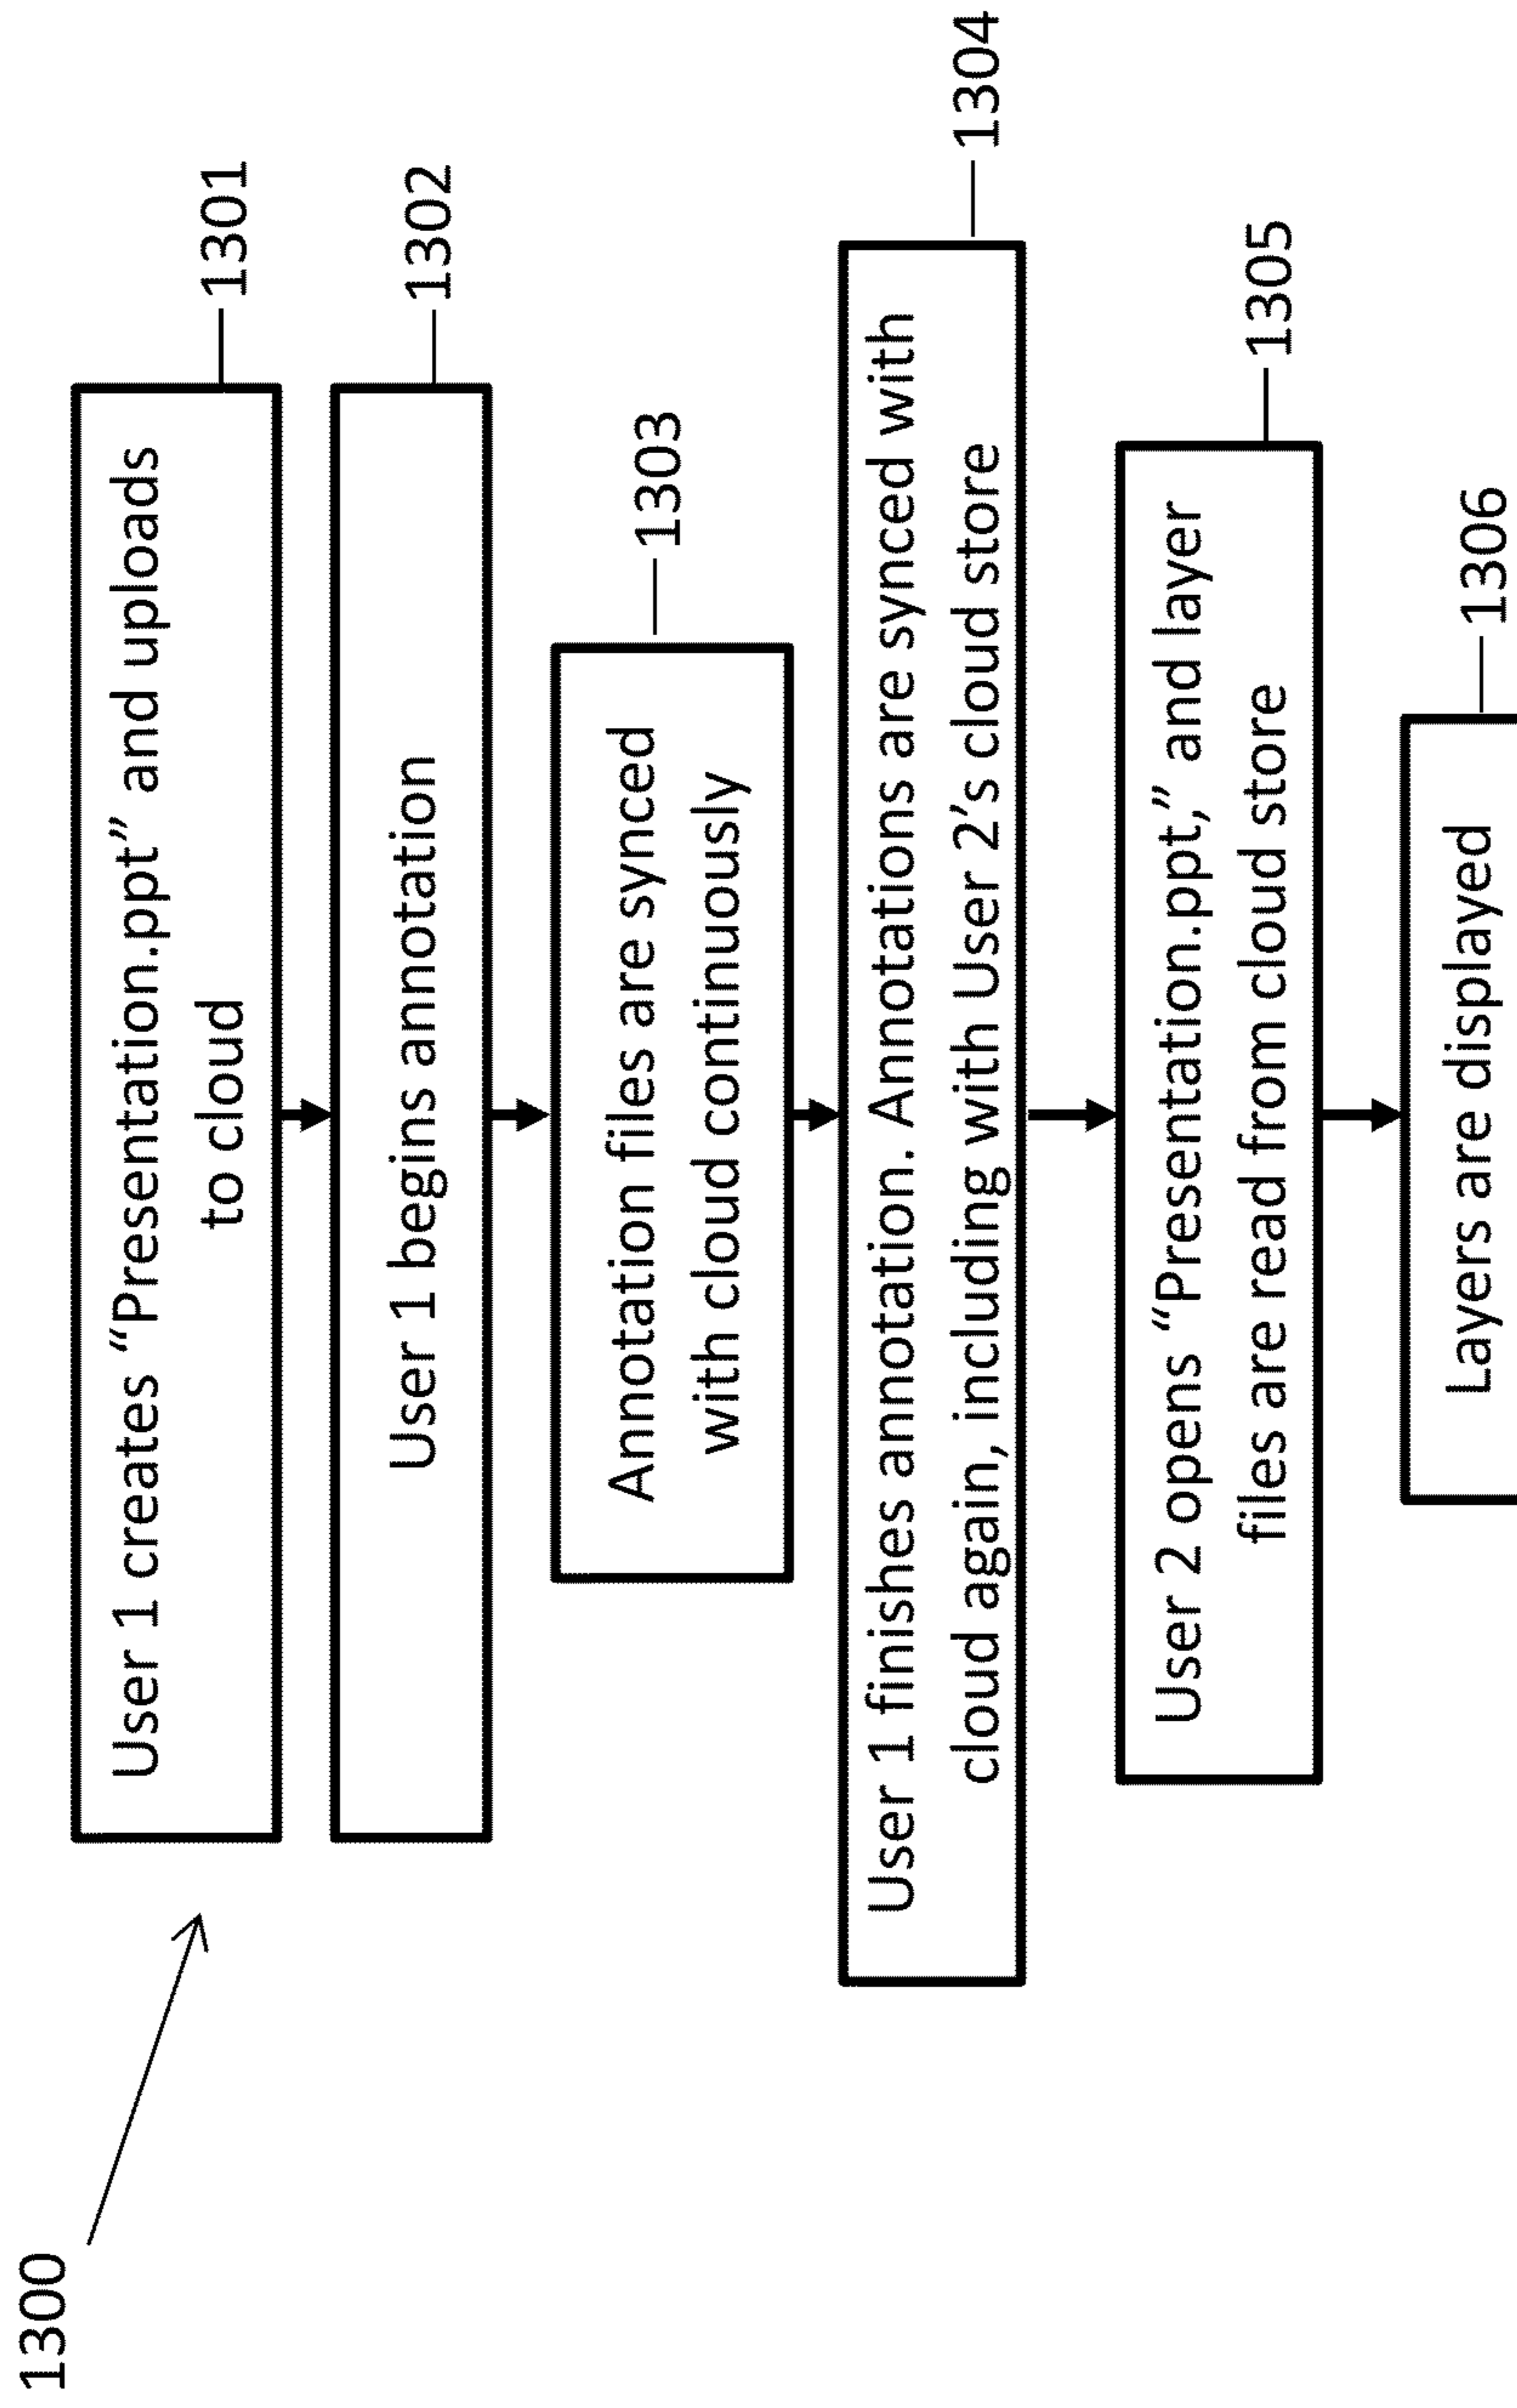 1300
User 1 creates “Presentation.ppt” and uploads
to cloud
1301
User 1 begins annotation
1302
Annotation files are synced
with cloud continuously
1303
User 1 finishes annotation. Annotations are synced with
cloud again, including with User 2’s cloud store
1304
User 2 opens “Presentation.ppt,” and layer
files are read from cloud store
1305
Layers are displayed
1306